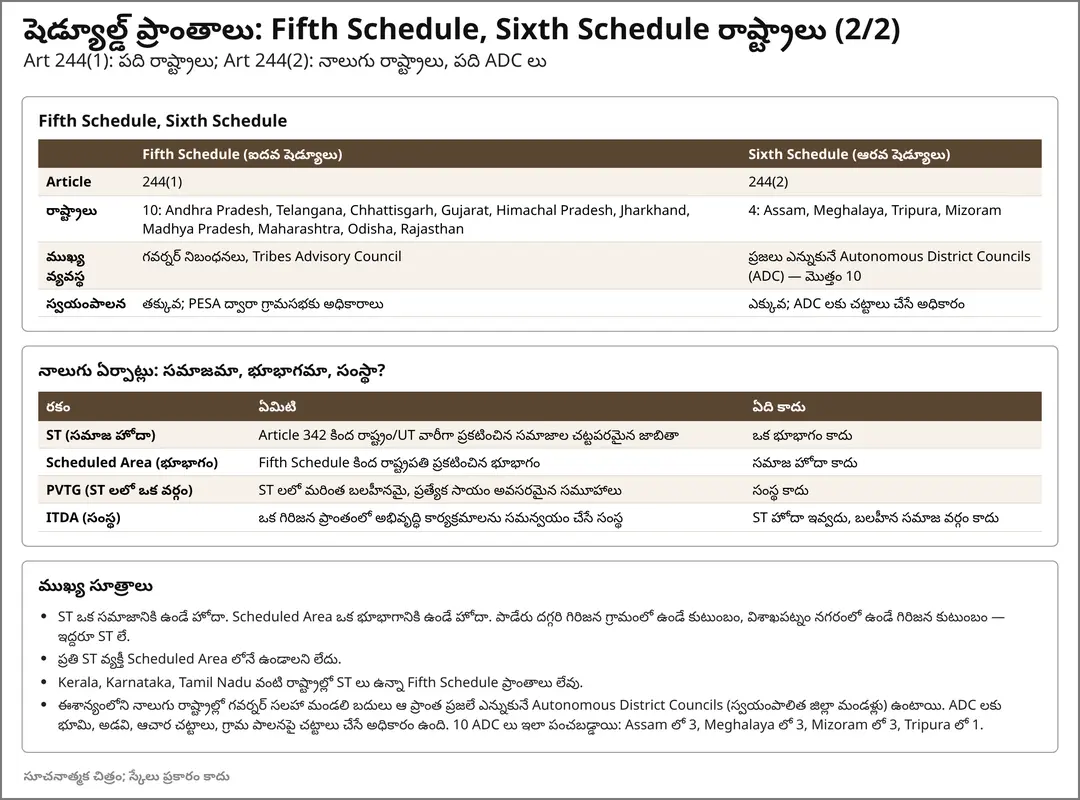 షెడ్యూల్డ్ ప్రాంతాలు: Fifth Schedule, Sixth Schedule రాష్ట్రాలు (2/2)
Art 244(1): పది రాష్ట్రాలు; Art 244(2): నాలుగు రాష్ట్రాలు, పది ADC లు
Fifth Schedule, Sixth Schedule
Fifth Schedule (ఐదవ షెడ్యూలు) Sixth Schedule (ఆరవ షెడ్యూలు)
Article 244(1) 244(2)
రాష్ట్రాలు 10: Andhra Pradesh, Telangana, Chhattisgarh, Gujarat, Himachal Pradesh, Jharkhand, 4: Assam, Meghalaya, Tripura, Mizoram
Madhya Pradesh, Maharashtra, Odisha, Rajasthan
ముఖ్య గవర్నర్ నిబంధనలు, Tribes Advisory Council ప్రజలు ఎన్నుకునే Autonomous District Councils
వ్యవస్థ (ADC) — మొత్తం 10
స్వయంపాలన తక్కువ; PESA ద్వారా గ్రామసభకు అధికారాలు ఎక్కువ; ADC లకు చట్టాలు చేసే అధికారం
నాలుగు ఏర్పాట్లు: సమాజమా, భూభాగమా, సంస్థా?
రకం ఏమిటి ఏది కాదు
ST (సమాజ హోదా) Article 342 కింద రాష్ట్రం/UT వారీగా ప్రకటించిన సమాజాల చట్టపరమైన జాబితా ఒక భూభాగం కాదు
Scheduled Area (భూభాగం) Fifth Schedule కింద రాష్ట్రపతి ప్రకటించిన భూభాగం సమాజ హోదా కాదు
PVTG (ST లలో ఒక వర్గం) ST లలో మరింత బలహీనమై, ప్రత్యేక సాయం అవసరమైన సమూహాలు సంస్థ కాదు
ITDA (సంస్థ) ఒక గిరిజన ప్రాంతంలో అభివృద్ధి కార్యక్రమాలను సమన్వయం చేసే సంస్థ ST హోదా ఇవ్వదు, బలహీన సమాజ వర్గం కాదు
ముఖ్య సూత్రాలు
• ST ఒక సమాజానికి ఉండే హోదా. Scheduled Area ఒక భూభాగానికి ఉండే హోదా. పాడేరు దగ్గరి గిరిజన గ్రామంలో ఉండే కుటుంబం, విశాఖపట్నం నగరంలో ఉండే గిరిజన కుటుంబం —
ఇద్దరూ ST లే.
• ప్రతి ST వ్యక్తీ Scheduled Area లోనే ఉండాలని లేదు.
• Kerala, Karnataka, Tamil Nadu వంటి రాష్ట్రాల్లో ST లు ఉన్నా Fifth Schedule ప్రాంతాలు లేవు.
• ఈశాన్యంలోని నాలుగు రాష్ట్రాల్లో గవర్నర్ సలహా మండలి బదులు ఆ ప్రాంత ప్రజలే ఎన్నుకునే Autonomous District Councils (స్వయంపాలిత జిల్లా మండళ్లు) ఉంటాయి. ADC లకు
భూమి, అడవి, ఆచార చట్టాలు, గ్రామ పాలనపై చట్టాలు చేసే అధికారం ఉంది. 10 ADC లు ఇలా పంచబడ్డాయి: Assam లో 3, Meghalaya లో 3, Mizoram లో 3, Tripura లో 1.
సూచనాత్మక చిత్రం; స్కేలు ప్రకారం కాదు